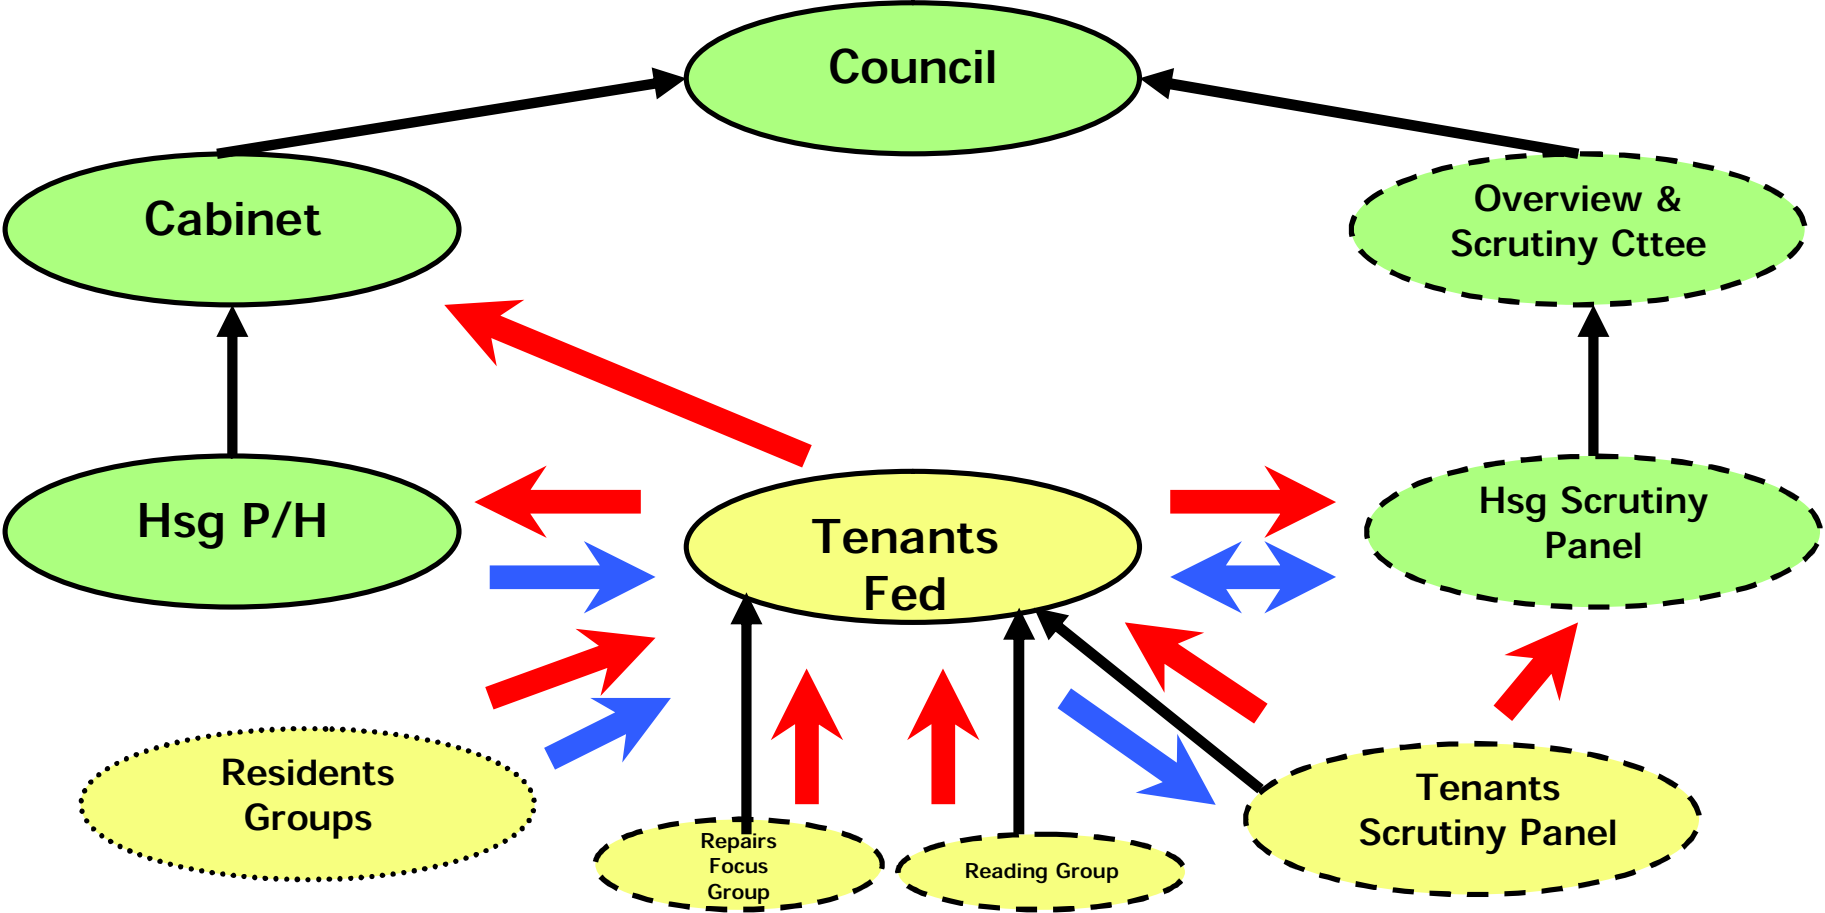 Council
Cabinet
Overview &
Scrutiny Cttee
Hsg P/H
Tenants
Fed
Hsg Scrutiny
Panel
Residents
Groups
Repairs
Focus
Group
Reading Group
Tenants
Scrutiny Panel